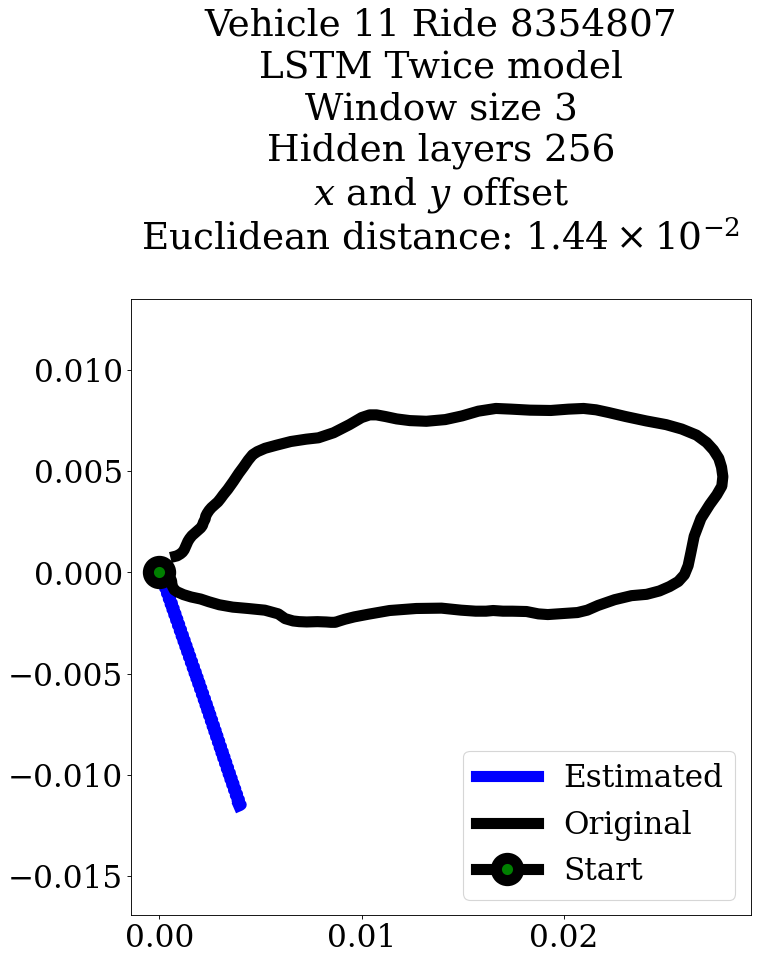 Vehicle 11 Ride 8354807
LSTM Twice model
Window size 3
Hidden layers 256
x and y offset
Euclidean distance: 1.44 × 10⁻²
0.010
0.005
0.000
−0.005
−0.010
−0.015
0.00 0.01 0.02
Estimated
Original
Start